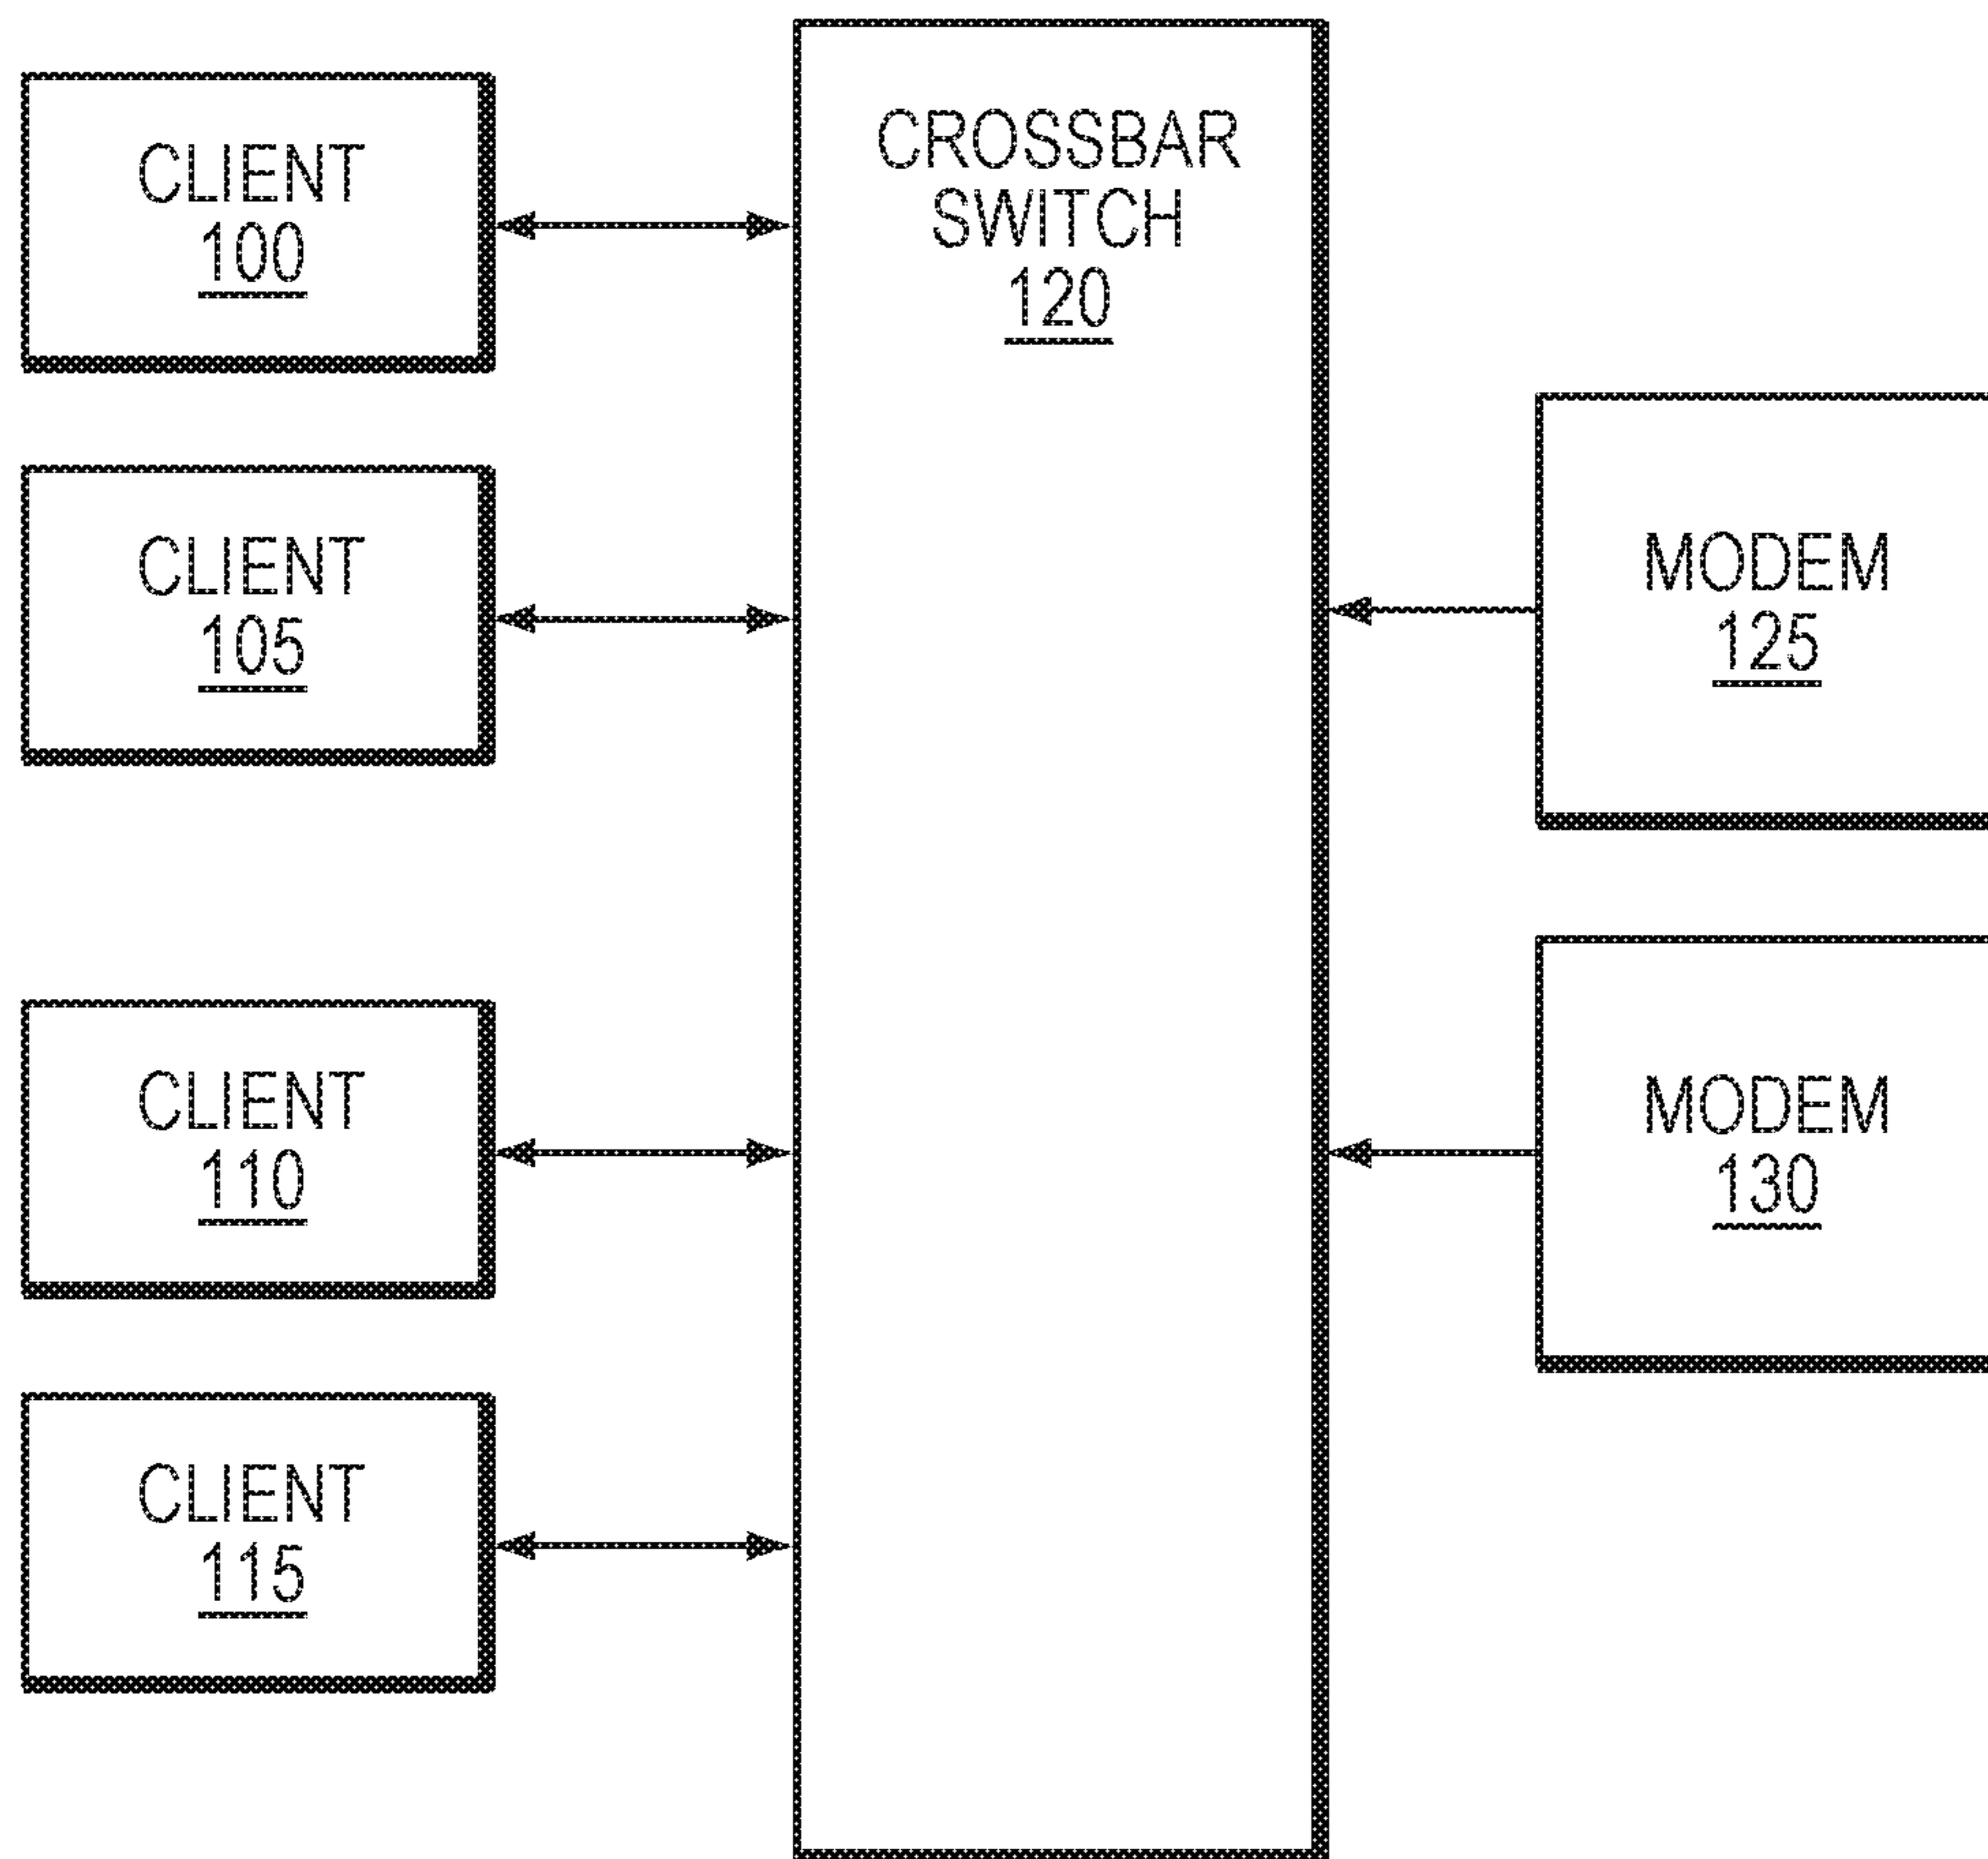 CLIENT
100
CROSSBAR
SWITCH
120
CLIENT
105
MODEM
125
CLIENT
110
MODEM
130
CLIENT
115